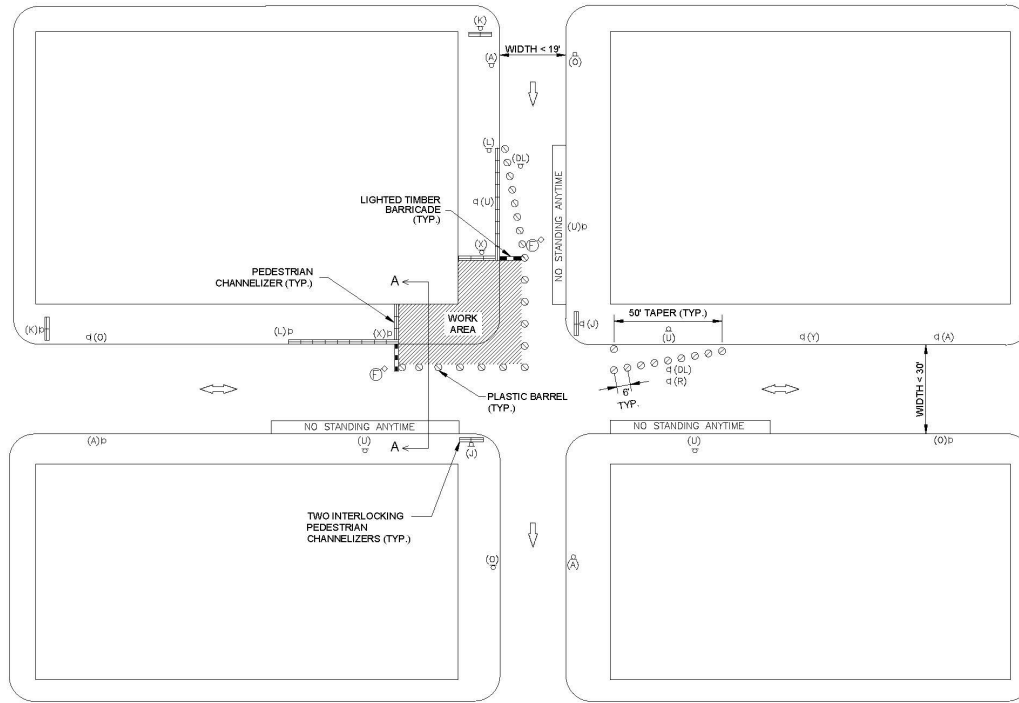 (K)
(A)
WIDTH < 19'
(O)
(L)
(DL)
LIGHTED TIMBER
BARRICADE
(TYP.)
(U)
NO STANDING ANYTIME
(U)
(X)
F
PEDESTRIAN
CHANNELIZER (TYP.)
A
WORK
AREA
50' TAPER (TYP.)
(K)
(O)
(L)
(X)
(J)
(U)
(Y)
(A)
F
(DL)
(R)
6'
TYP.
WIDTH < 30'
PLASTIC BARREL
(TYP.)
NO STANDING ANYTIME
NO STANDING ANYTIME
(A)
(U)
A
(J)
(U)
(O)
TWO INTERLOCKING
PEDESTRIAN
CHANNELIZERS (TYP.)
(O)
(A)